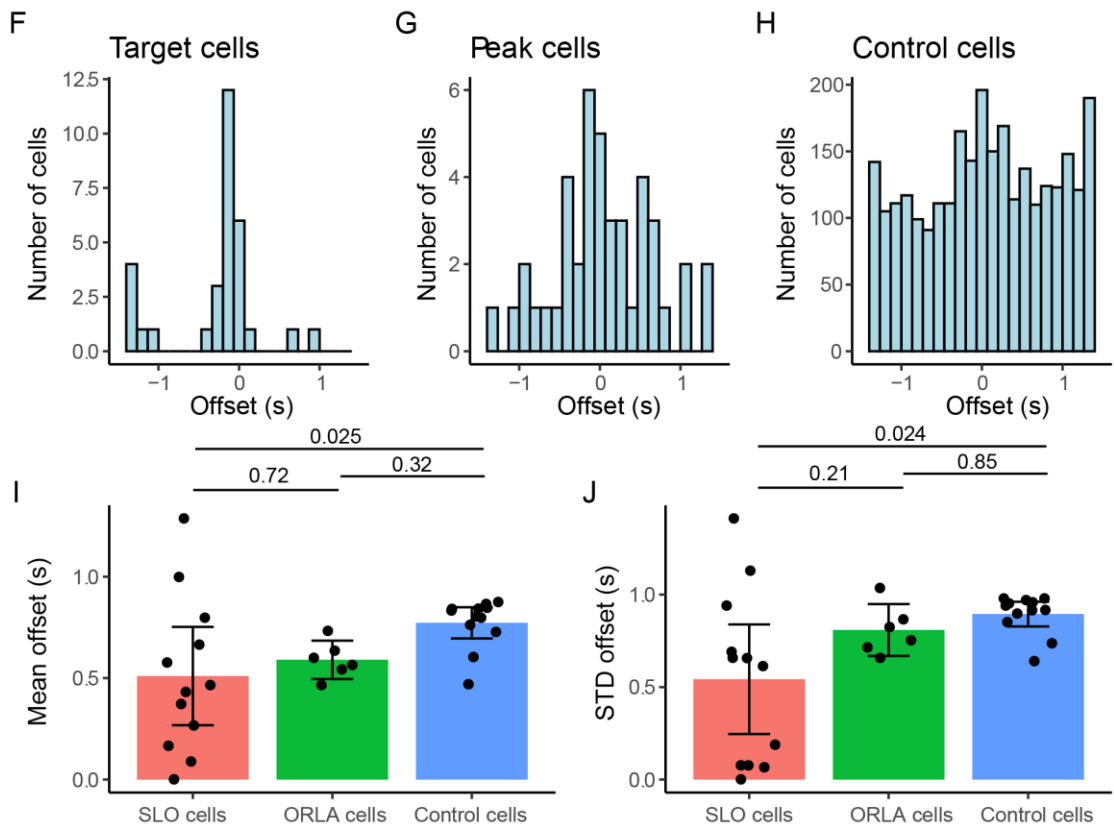 F
Target cells
G
Peak cells
H
Control cells
12.5
10.0
7.5
5.0
2.5
0.0
Number of cells
−1 0 1
Offset (s)
6
4
2
0
Number of cells
−1 0 1
Offset (s)
200
150
100
50
0
Number of cells
−1 0 1
Offset (s)
I
0.025
0.72
0.32
1.0
0.5
0.0
Mean offset (s)
SLO cells ORLA cells Control cells
J
0.024
0.21
0.85
1.0
0.5
0.0
STD offset (s)
SLO cells ORLA cells Control cells